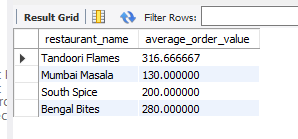 Result Grid Filter Rows:
restaurant_name average_order_value
Tandoori Flames 316.666667
Mumbai Masala 130.000000
South Spice 200.000000
Bengal Bites 280.000000